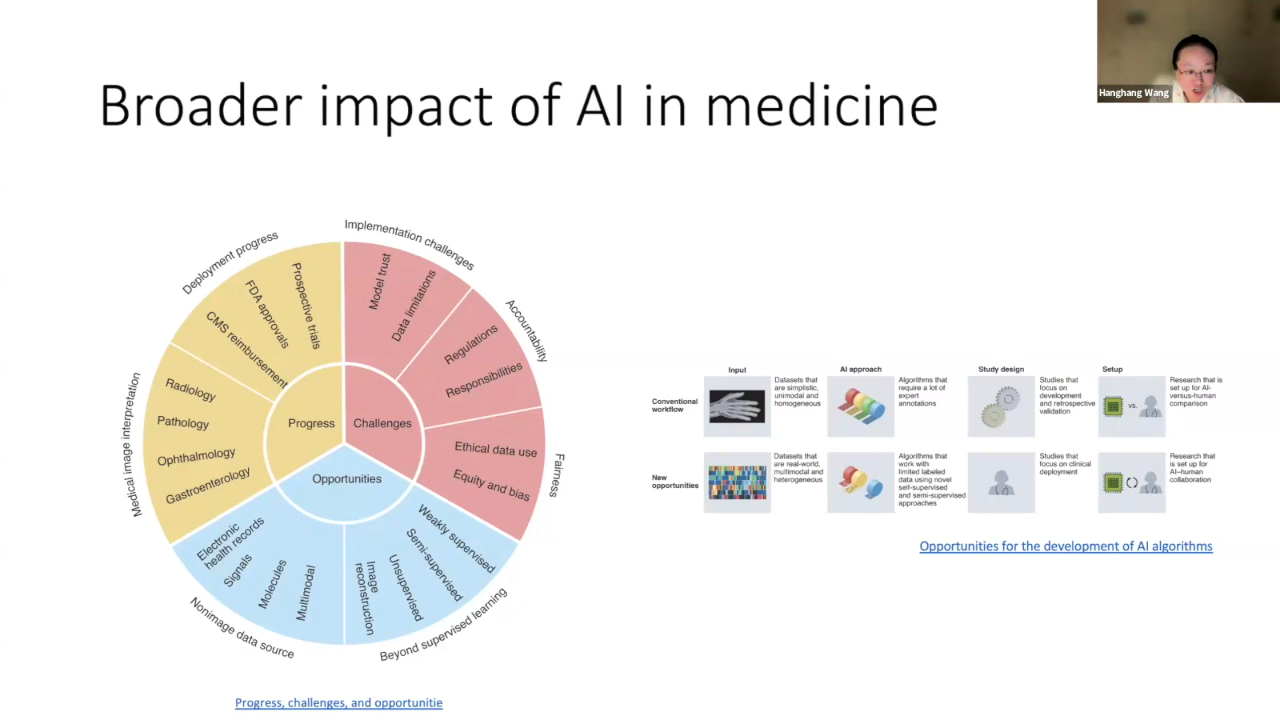 Broader impact of AI in medicine
Hanghang Wang
Implementation challenges
Model trust
Data limitations
Accountability
Regulations
Responsibilities
Fairness
Ethical data use
Equity and bias
Challenges
Deployment progress
Prospective trials
FDA approvals
CMS reimbursement
Medical image interpretation
Radiology
Pathology
Ophthalmology
Gastroenterology
Progress
Opportunities
Electronic
health records
Signals
Molecules
Multimodal
Nonimage data source
Weakly supervised
Semi-supervised
Unsupervised
Image
reconstruction
Beyond supervised learning
Progress, challenges, and opportunitie
Input
AI approach
Study design
Setup
Conventional
workflow
Datasets that
are simplistic,
unimodal and
homogeneous
Algorithms that
require a lot of
expert
annotations
Studies that
focus on
development
and retrospective
validation
vs.
Research that is
set up for AI-
versus-human
comparison
New
opportunities
Datasets that
are real-world,
multimodal and
heterogeneous
Algorithms that
work with
limited labeled
data using novel
self-supervised
and semi-supervised
approaches
Studies that
focus on clinical
deployment
Research that
is set up for
AI–human
collaboration
Opportunities for the development of AI algorithms